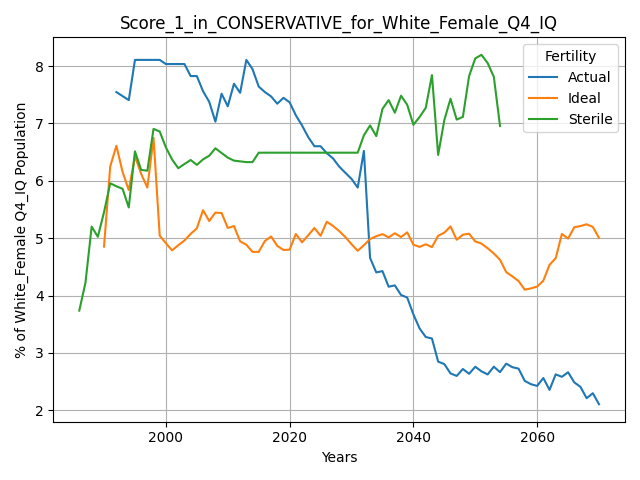 Score_1_in_CONSERVATIVE_for_White_Female_Q4_IQ
Fertility
Actual
Ideal
Sterile
% of White_Female Q4_IQ Population
8
7
6
5
4
3
2
2000
2020
2040
2060
Years